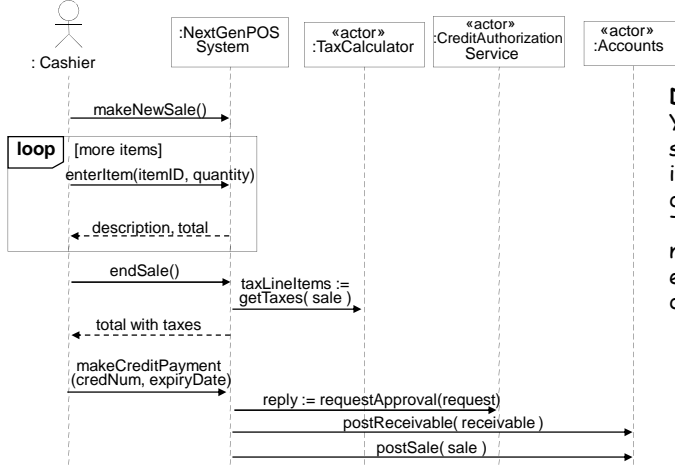 : Cashier
:NextGenPOS
System
«actor»
:TaxCalculator
«actor»
:CreditAuthorization
Service
«actor»
:Accounts
makeNewSale()
loop
[more items]
enterItem(itemID, quantity)
description, total
endSale()
taxLineItems :=
getTaxes( sale )
total with taxes
makeCreditPayment
(credNum, expiryDate)
reply := requestApproval(request)
postReceivable( receivable )
postSale( sale )